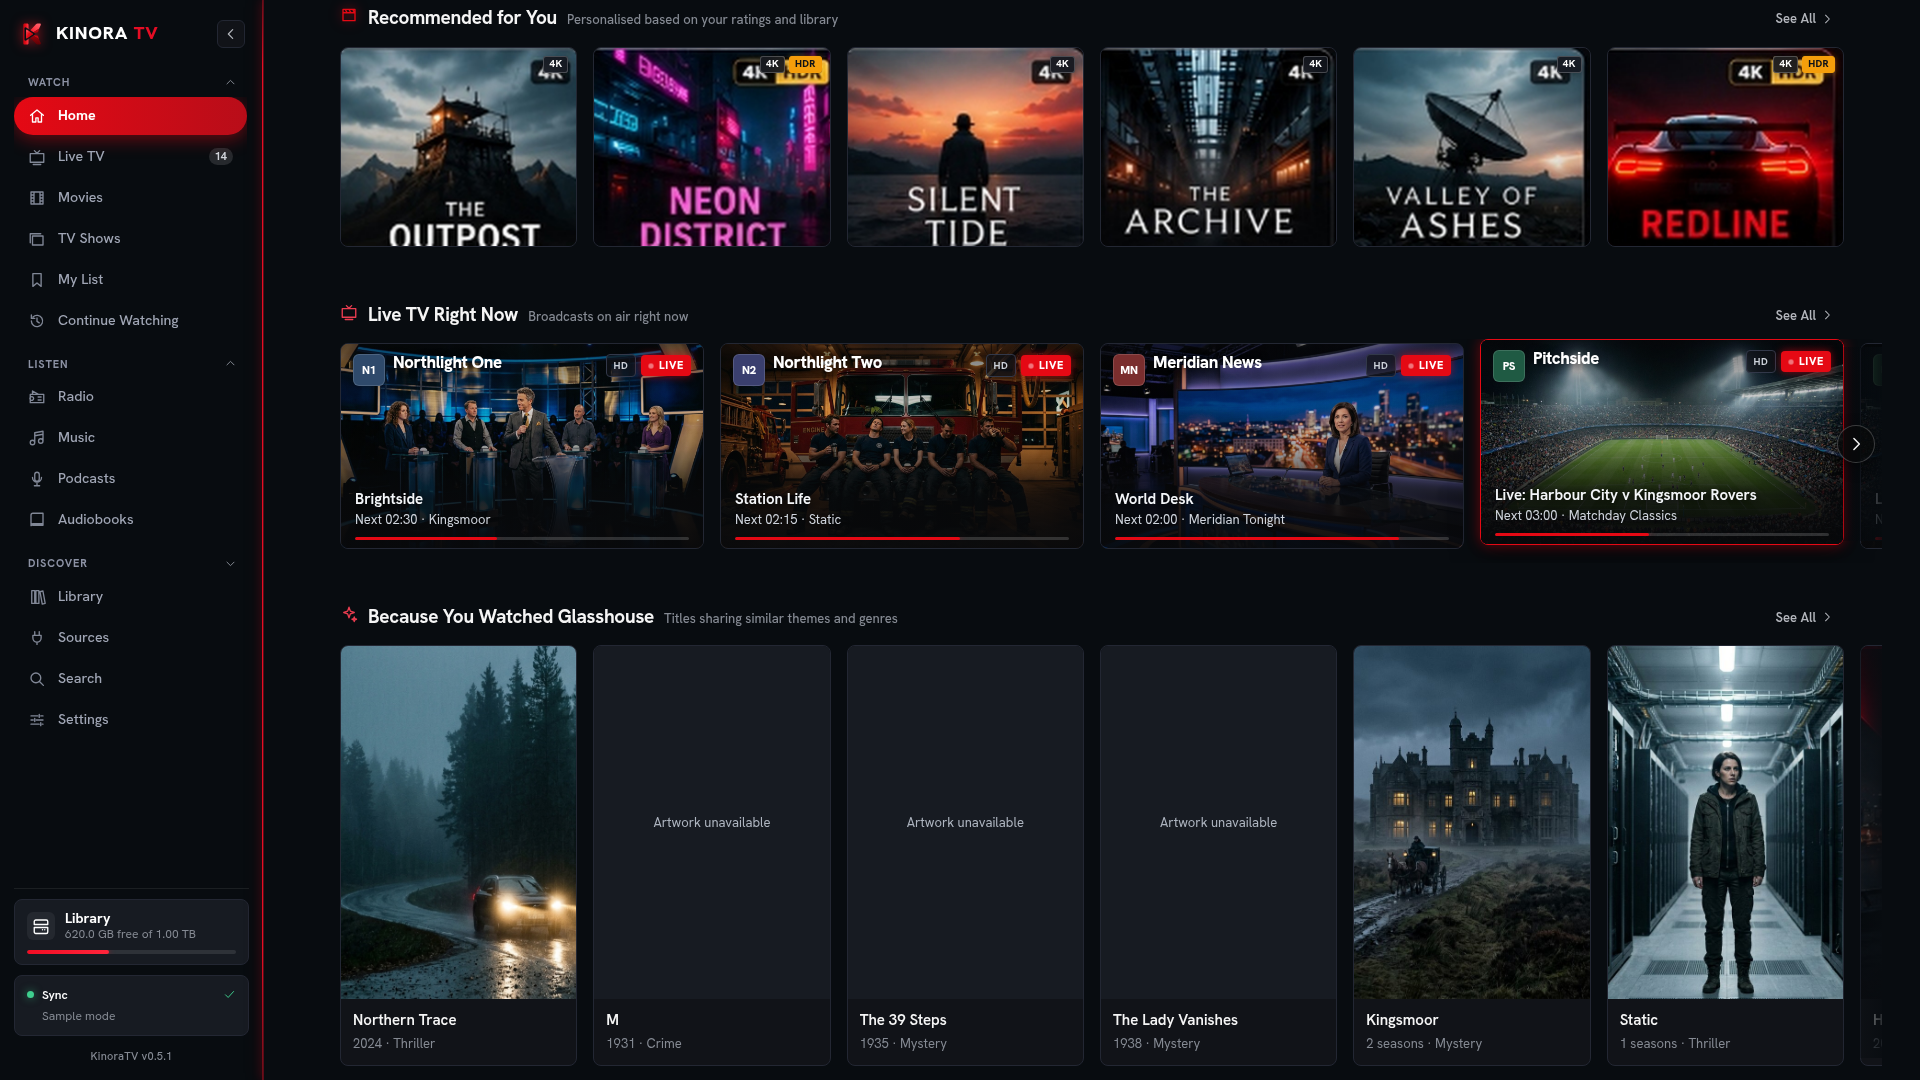 KINORA TV
WATCH
Home
Live TV 14
Movies
TV Shows
My List
Continue Watching
LISTEN
Radio
Music
Podcasts
Audiobooks
DISCOVER
Library
Sources
Search
Settings
Library
620.0 GB free of 1.00 TB
Sync
Sample mode
KinoraTV v0.5.1
Recommended for You Personalised based on your ratings and library See All
4K 4K
THE
OUTPOST
4K HDR 4K HDR
NEON
DISTRICT
4K 4K
SILENT
TIDE
4K 4K
THE
ARCHIVE
4K 4K
VALLEY OF
ASHES
4K HDR 4K HDR
REDLINE
Live TV Right Now Broadcasts on air right now See All
N1 Northlight One HD LIVE
Brightside
Next 02:30 · Kingsmoor
N2 Northlight Two HD LIVE
Station Life
Next 02:15 · Static
MN Meridian News HD LIVE
World Desk
Next 02:00 · Meridian Tonight
PS Pitchside HD LIVE
Live: Harbour City v Kingsmoor Rovers
Next 03:00 · Matchday Classics
Because You Watched Glasshouse Titles sharing similar themes and genres See All
Northern Trace
2024 · Thriller
Artwork unavailable
M
1931 · Crime
Artwork unavailable
The 39 Steps
1935 · Mystery
Artwork unavailable
The Lady Vanishes
1938 · Mystery
Kingsmoor
2 seasons · Mystery
Static
1 seasons · Thriller